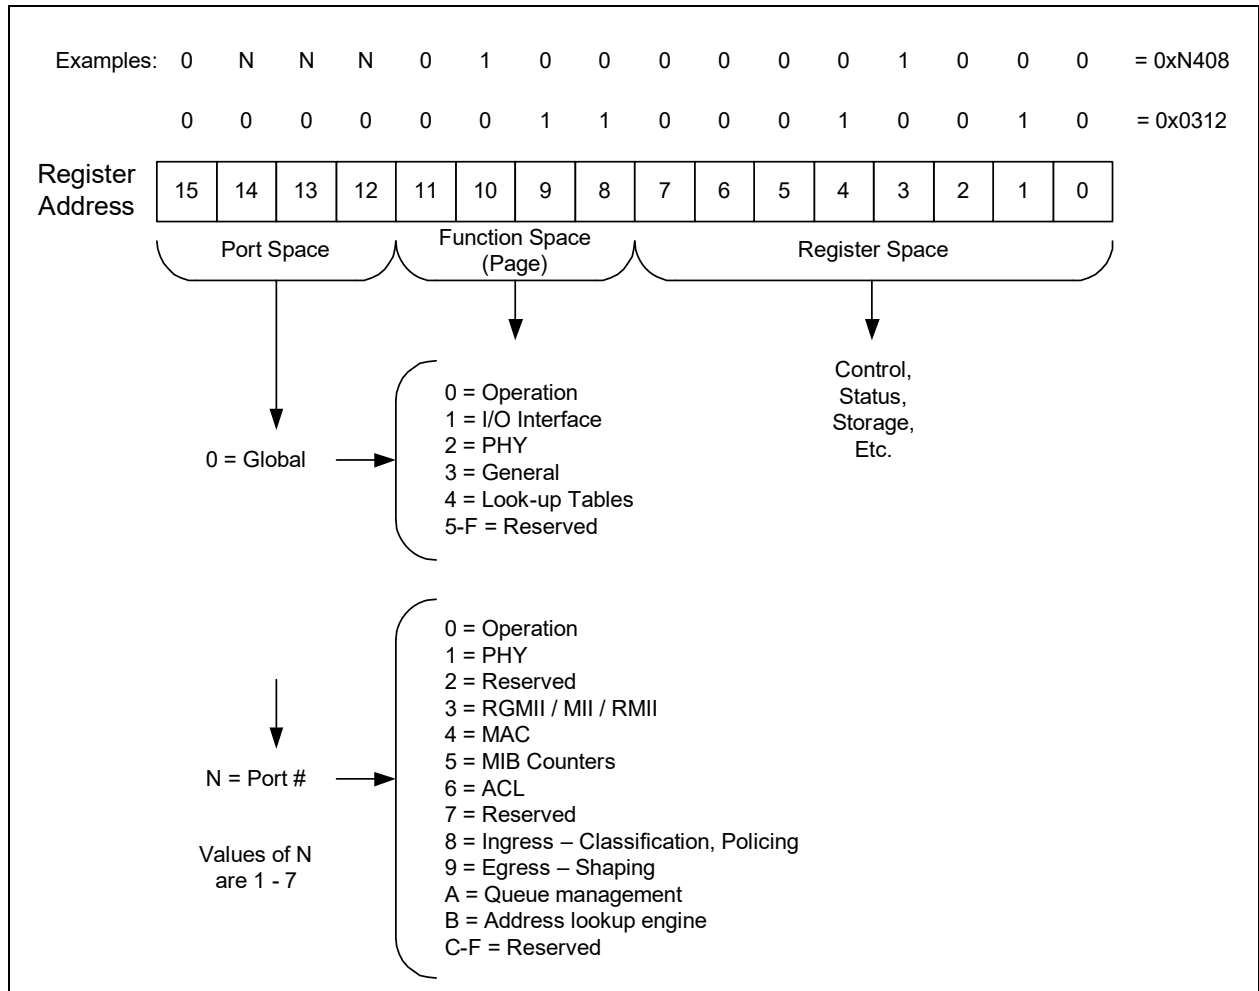 Examples: 0 N N N 0 1 0 0 0 0 0 0 1 0 0 0 = 0xN408
0 0 0 0 0 0 1 1 0 0 0 1 0 0 1 0 = 0x0312
Register
Address
15 14 13 12 11 10 9 8 7 6 5 4 3 2 1 0
Port Space
Function Space
(Page)
Register Space
Control,
Status,
Storage,
Etc.
0 = Global
0 = Operation
1 = I/O Interface
2 = PHY
3 = General
4 = Look-up Tables
5-F = Reserved
N = Port #
Values of N
are 1 - 7
0 = Operation
1 = PHY
2 = Reserved
3 = RGMII / MII / RMII
4 = MAC
5 = MIB Counters
6 = ACL
7 = Reserved
8 = Ingress – Classification, Policing
9 = Egress – Shaping
A = Queue management
B = Address lookup engine
C-F = Reserved